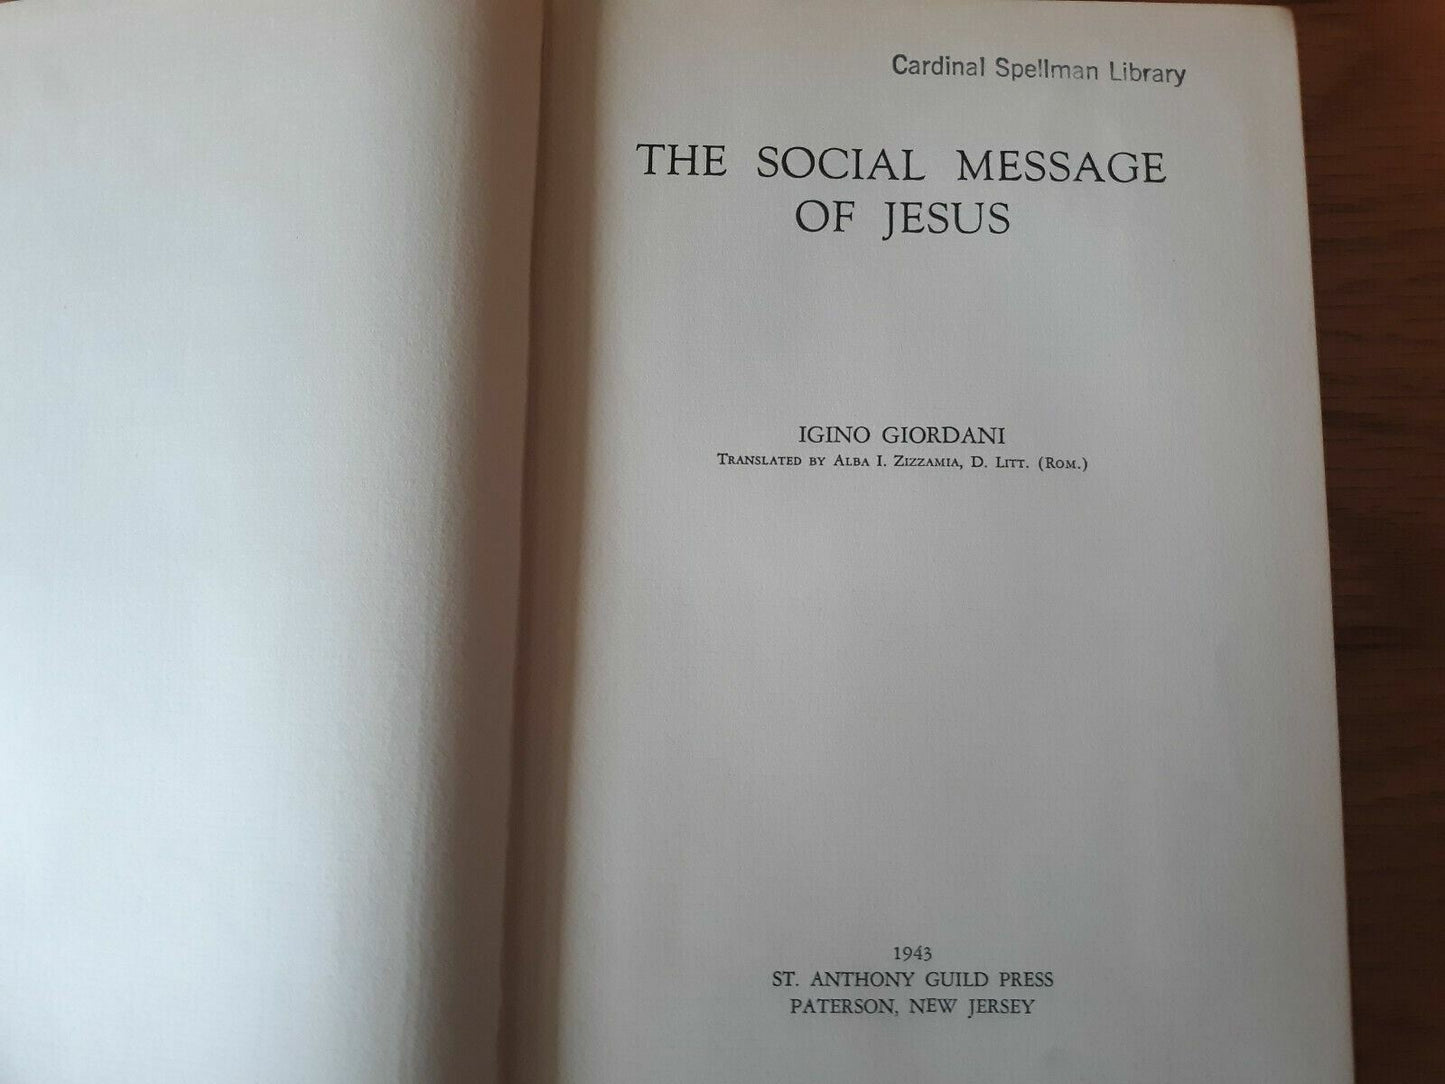 Cardinal Spellman Library
THE SOCIAL MESSAGE
OF JESUS
IGINO GIORDANI
TRANSLATED BY ALBA I. ZIZZAMIA, D. LITT. (ROM.)
1943
ST. ANTHONY GUILD PRESS
PATERSON, NEW JERSEY